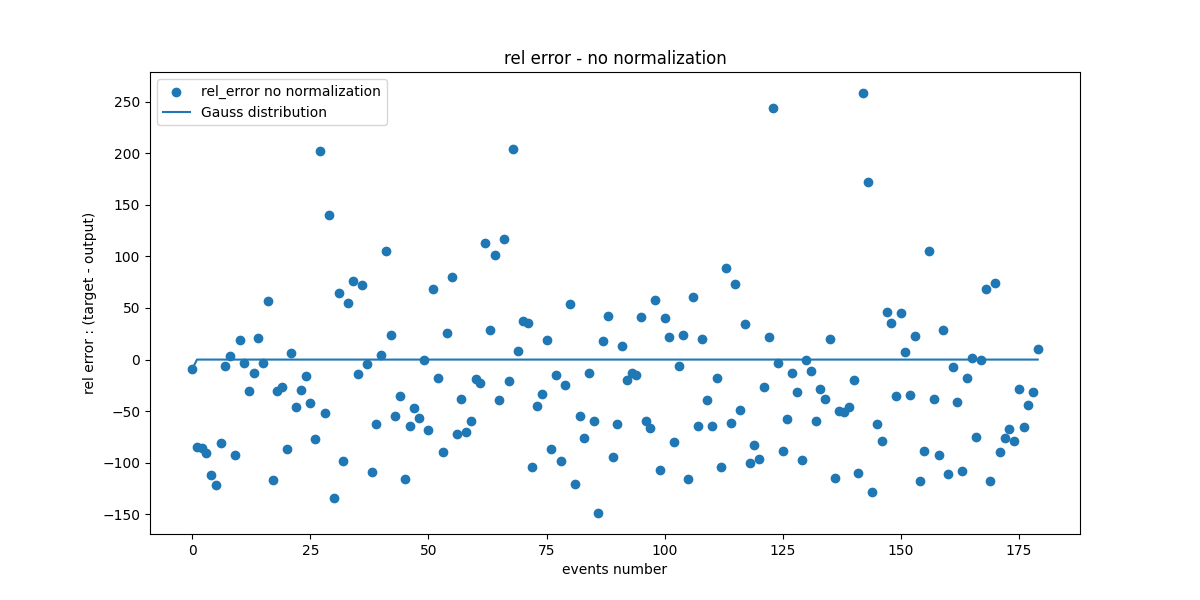 rel error - no normalization
rel_error no normalization
Gauss distribution
rel error : (target - output)
250
200
150
100
50
0
−50
−100
−150
0 25 50 75 100 125 150 175
events number